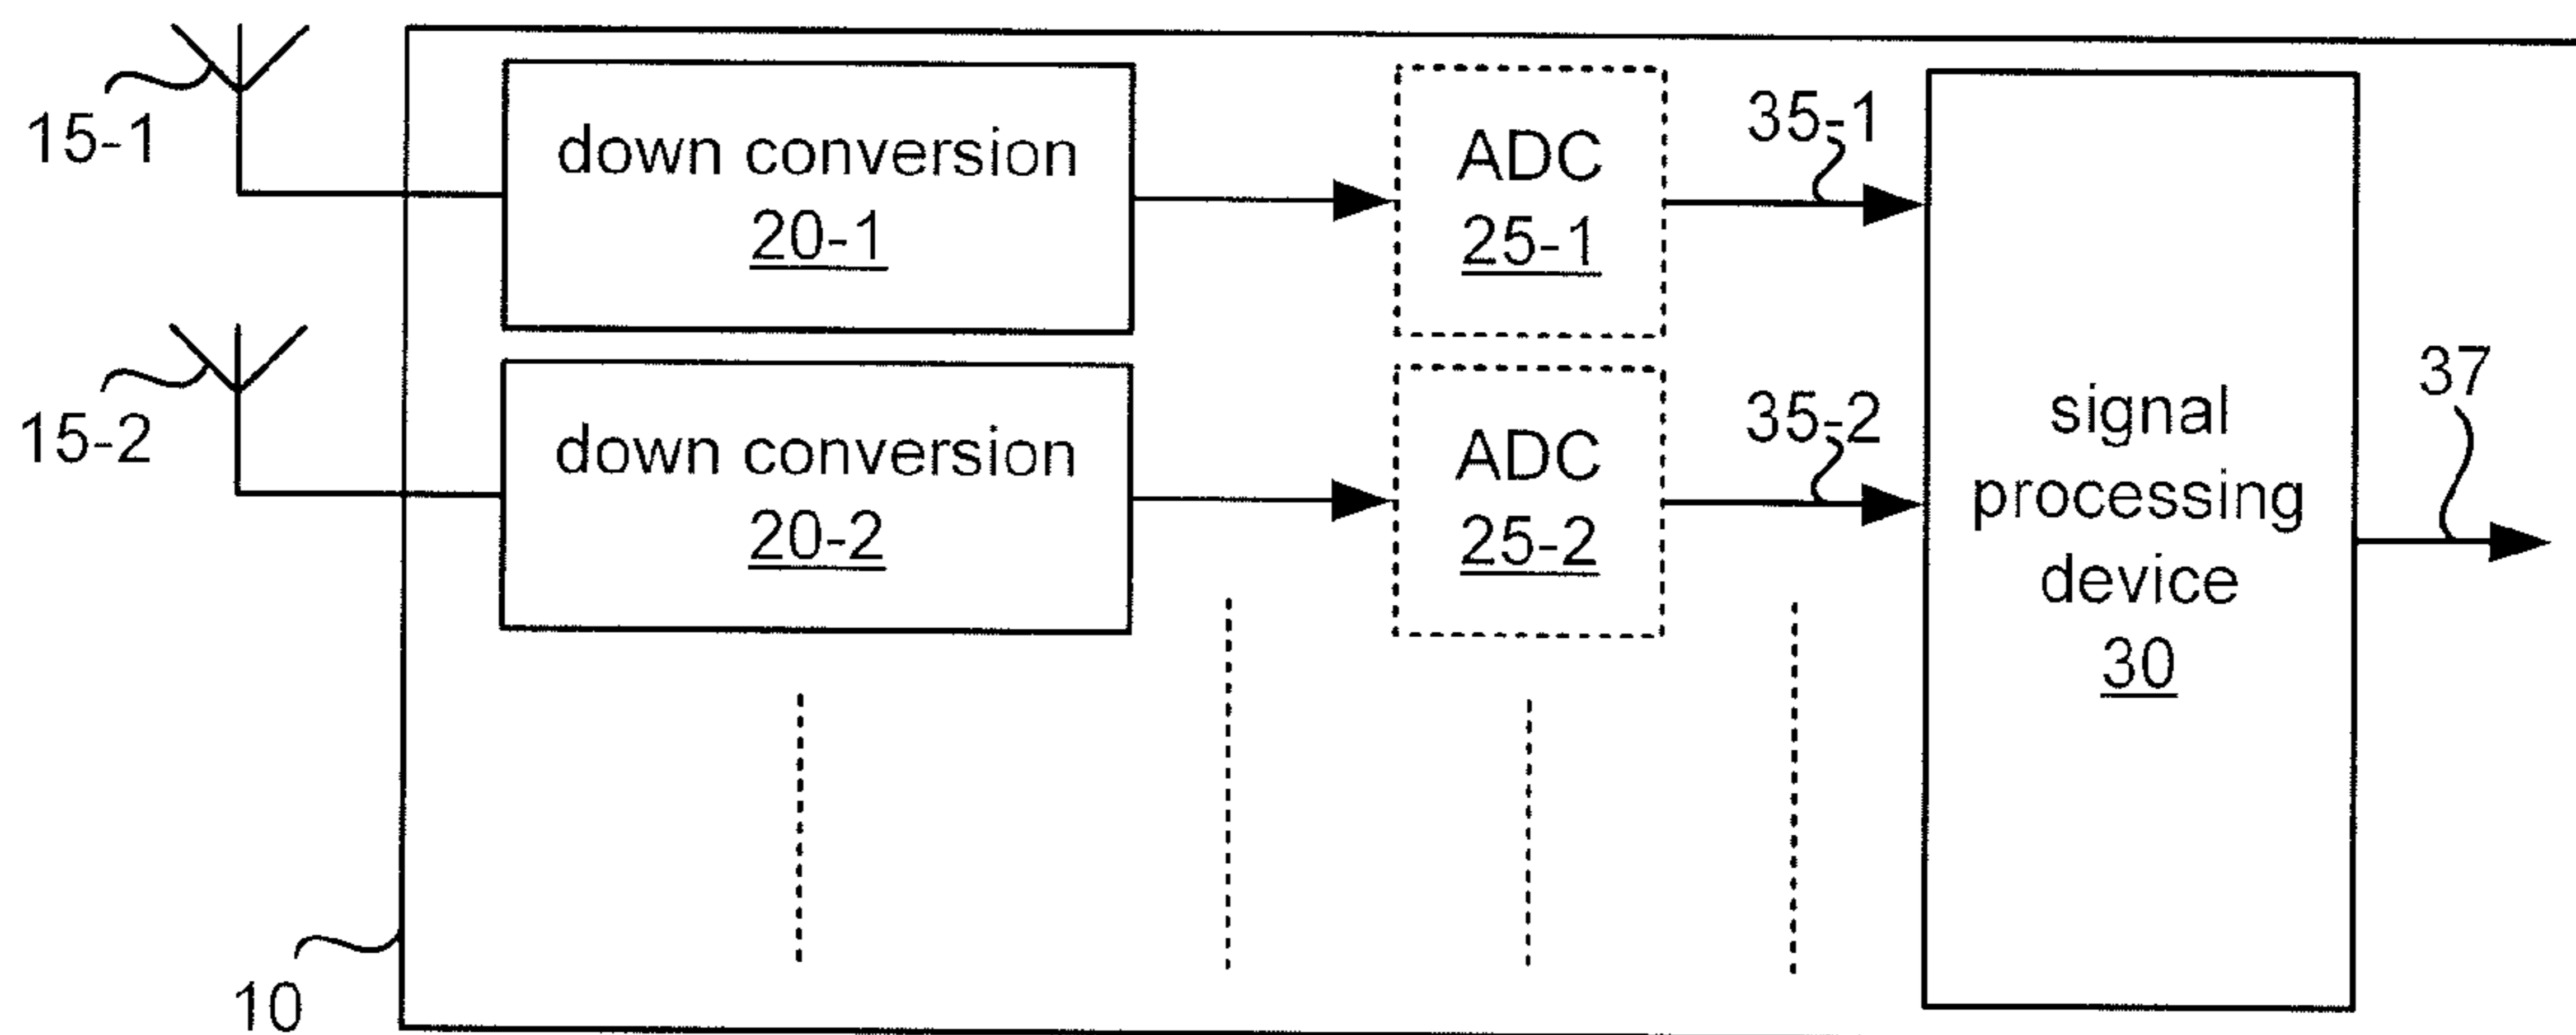 15-1
down conversion
20-1
ADC
25-1
35-1
15-2
down conversion
20-2
ADC
25-2
35-2
signal
processing
device
30
37
10